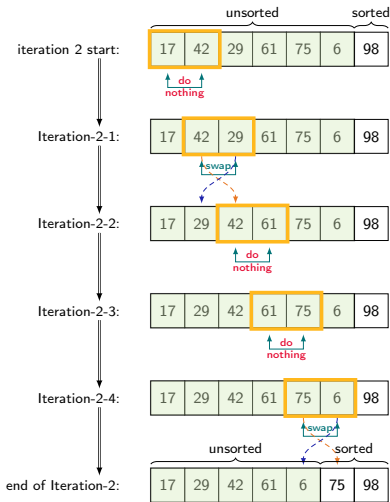 unsorted sorted
iteration 2 start: 17 42 29 61 75 6 98
do
nothing
Iteration-2-1: 17 42 29 61 75 6 98
swap
Iteration-2-2: 17 29 42 61 75 6 98
do
nothing
Iteration-2-3: 17 29 42 61 75 6 98
do
nothing
Iteration-2-4: 17 29 42 61 75 6 98
swap
unsorted sorted
end of Iteration-2: 17 29 42 61 6 75 98